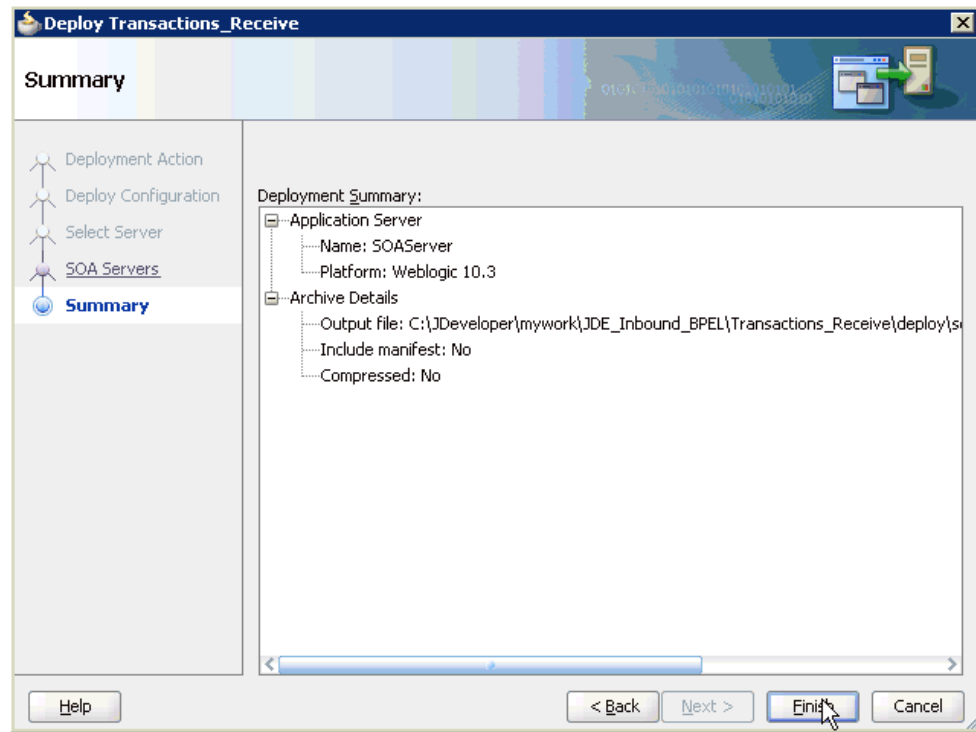 Deploy Transactions_Receive
Summary
Deployment Action
Deploy Configuration
Select Server
SOA Servers
Summary
Deployment Summary:
Application Server
Name: SOAServer
Platform: Weblogic 10.3
Archive Details
Output file: C:\JDeveloper\mywork\JDE_Inbound_BPEL\Transactions_Receive\deploy\s
Include manifest: No
Compressed: No
Help
< Back
Next >
Finish
Cancel